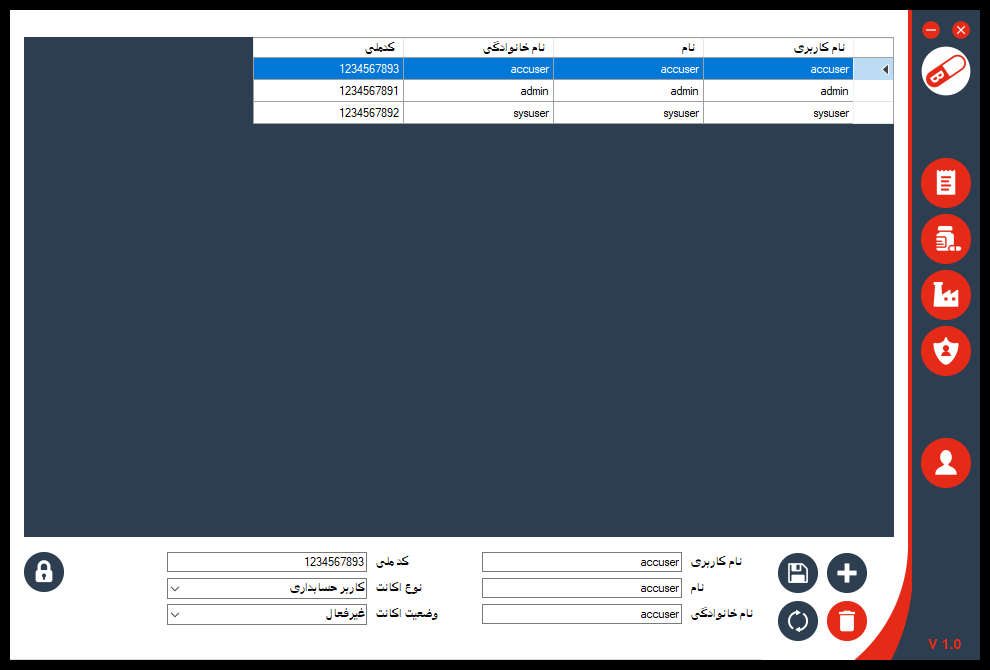 نام کاربری نام نام خانوادگی کدملی
accuser accuser accuser 1234567893
admin admin admin 1234567891
sysuser sysuser sysuser 1234567892
نام کاربری accuser کد ملی 1234567893
نام accuser نوع اکانت کاربر حسابداری
نام خانوادگی accuser وضعیت اکانت غیرفعال
B
V 1.0